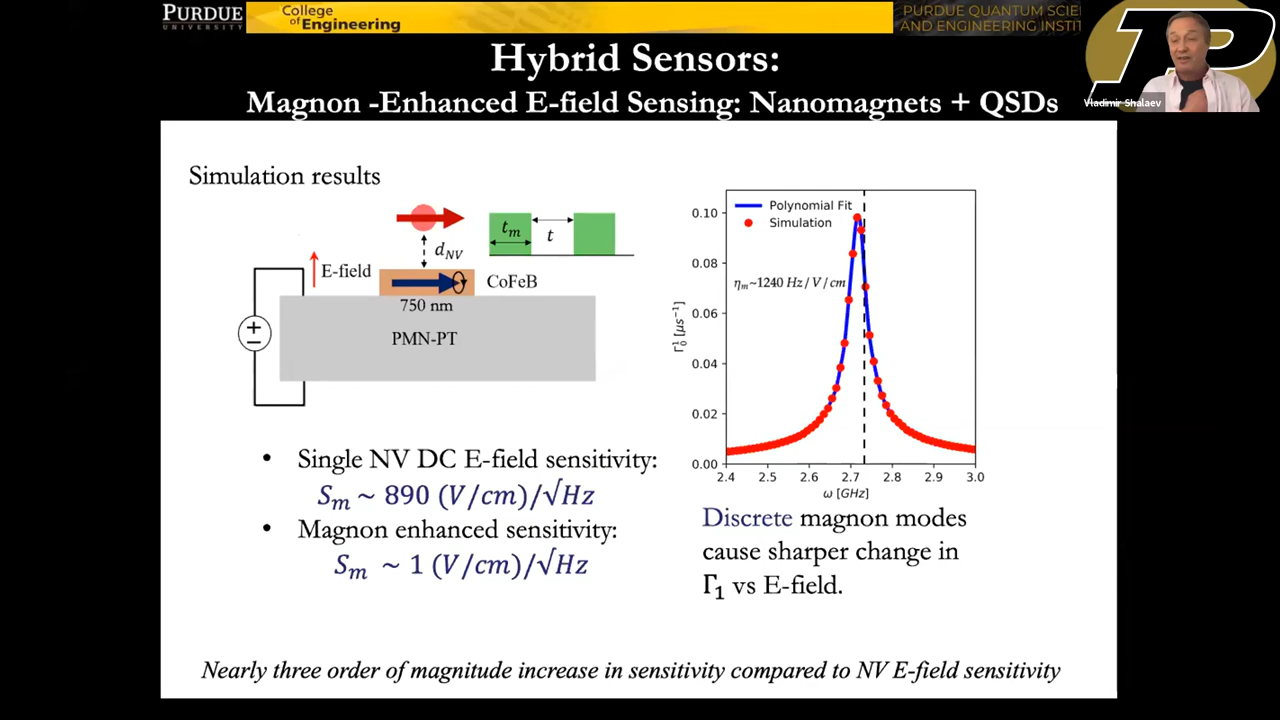 PURDUE
UNIVERSITY
College
of Engineering
PURDUE QUANTUM SCIE
AND ENGINEERING INSTIT
Vladimir Shalaev
Hybrid Sensors:
Magnon -Enhanced E-field Sensing: Nanomagnets + QSDs
Simulation results
E-field
d_NV
t_m
t
CoFeB
750 nm
PMN-PT
+
−
Polynomial Fit
Simulation
η_m~1240 Hz/V/cm
Γ₀¹ [μs⁻¹]
0.10
0.08
0.06
0.04
0.02
0.00
2.4 2.5 2.6 2.7 2.8 2.9 3.0
ω [GHz]
• Single NV DC E-field sensitivity:
S_m ~ 890 (V/cm)/√Hz
• Magnon enhanced sensitivity:
S_m ~ 1 (V/cm)/√Hz
Discrete magnon modes
cause sharper change in
Γ₁ vs E-field.
Nearly three order of magnitude increase in sensitivity compared to NV E-field sensitivity